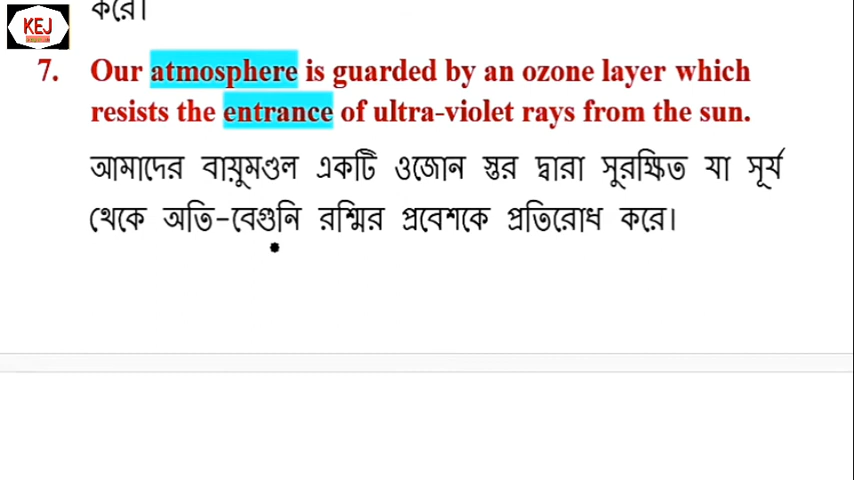 করে।
KEJ
7. Our atmosphere is guarded by an ozone layer which
resists the entrance of ultra-violet rays from the sun.
আমাদের বায়ুমণ্ডল একটি ওজোন স্তর দ্বারা সুরক্ষিত যা সূর্য
থেকে অতি-বেগুনি রশ্মির প্রবেশকে প্রতিরোধ করে।